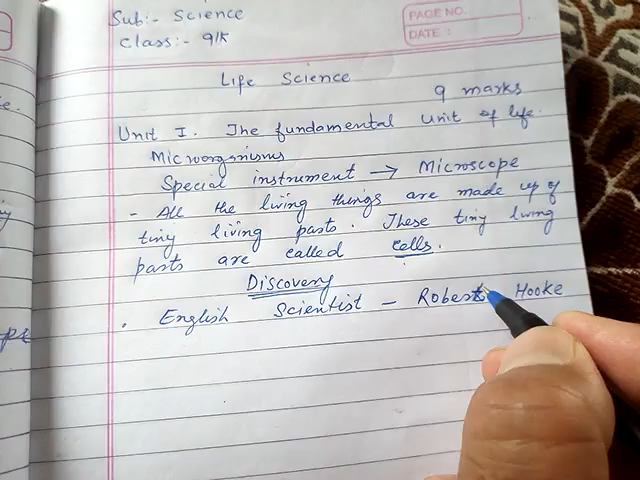 Sub:- Science
Class:- 9th
PAGE NO.
DATE :
Life Science
9 marks
Unit I. The fundamental unit of life.
Microorganisms
Special instrument → Microscope
- All the living things are made up of
tiny living parts. These tiny living
parts are called cells.
Discovery
. English Scientist - Robert Hooke